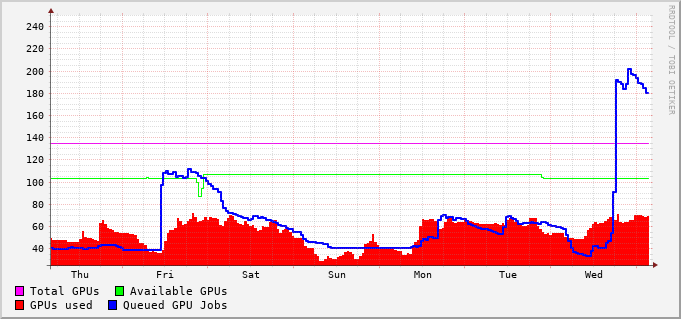 240
220
200
180
160
140
120
100
80
60
40
Thu Fri Sat Sun Mon Tue Wed
Total GPUs Available GPUs
GPUs used Queued GPU Jobs
RRDTOOL / TOBI OETIKER